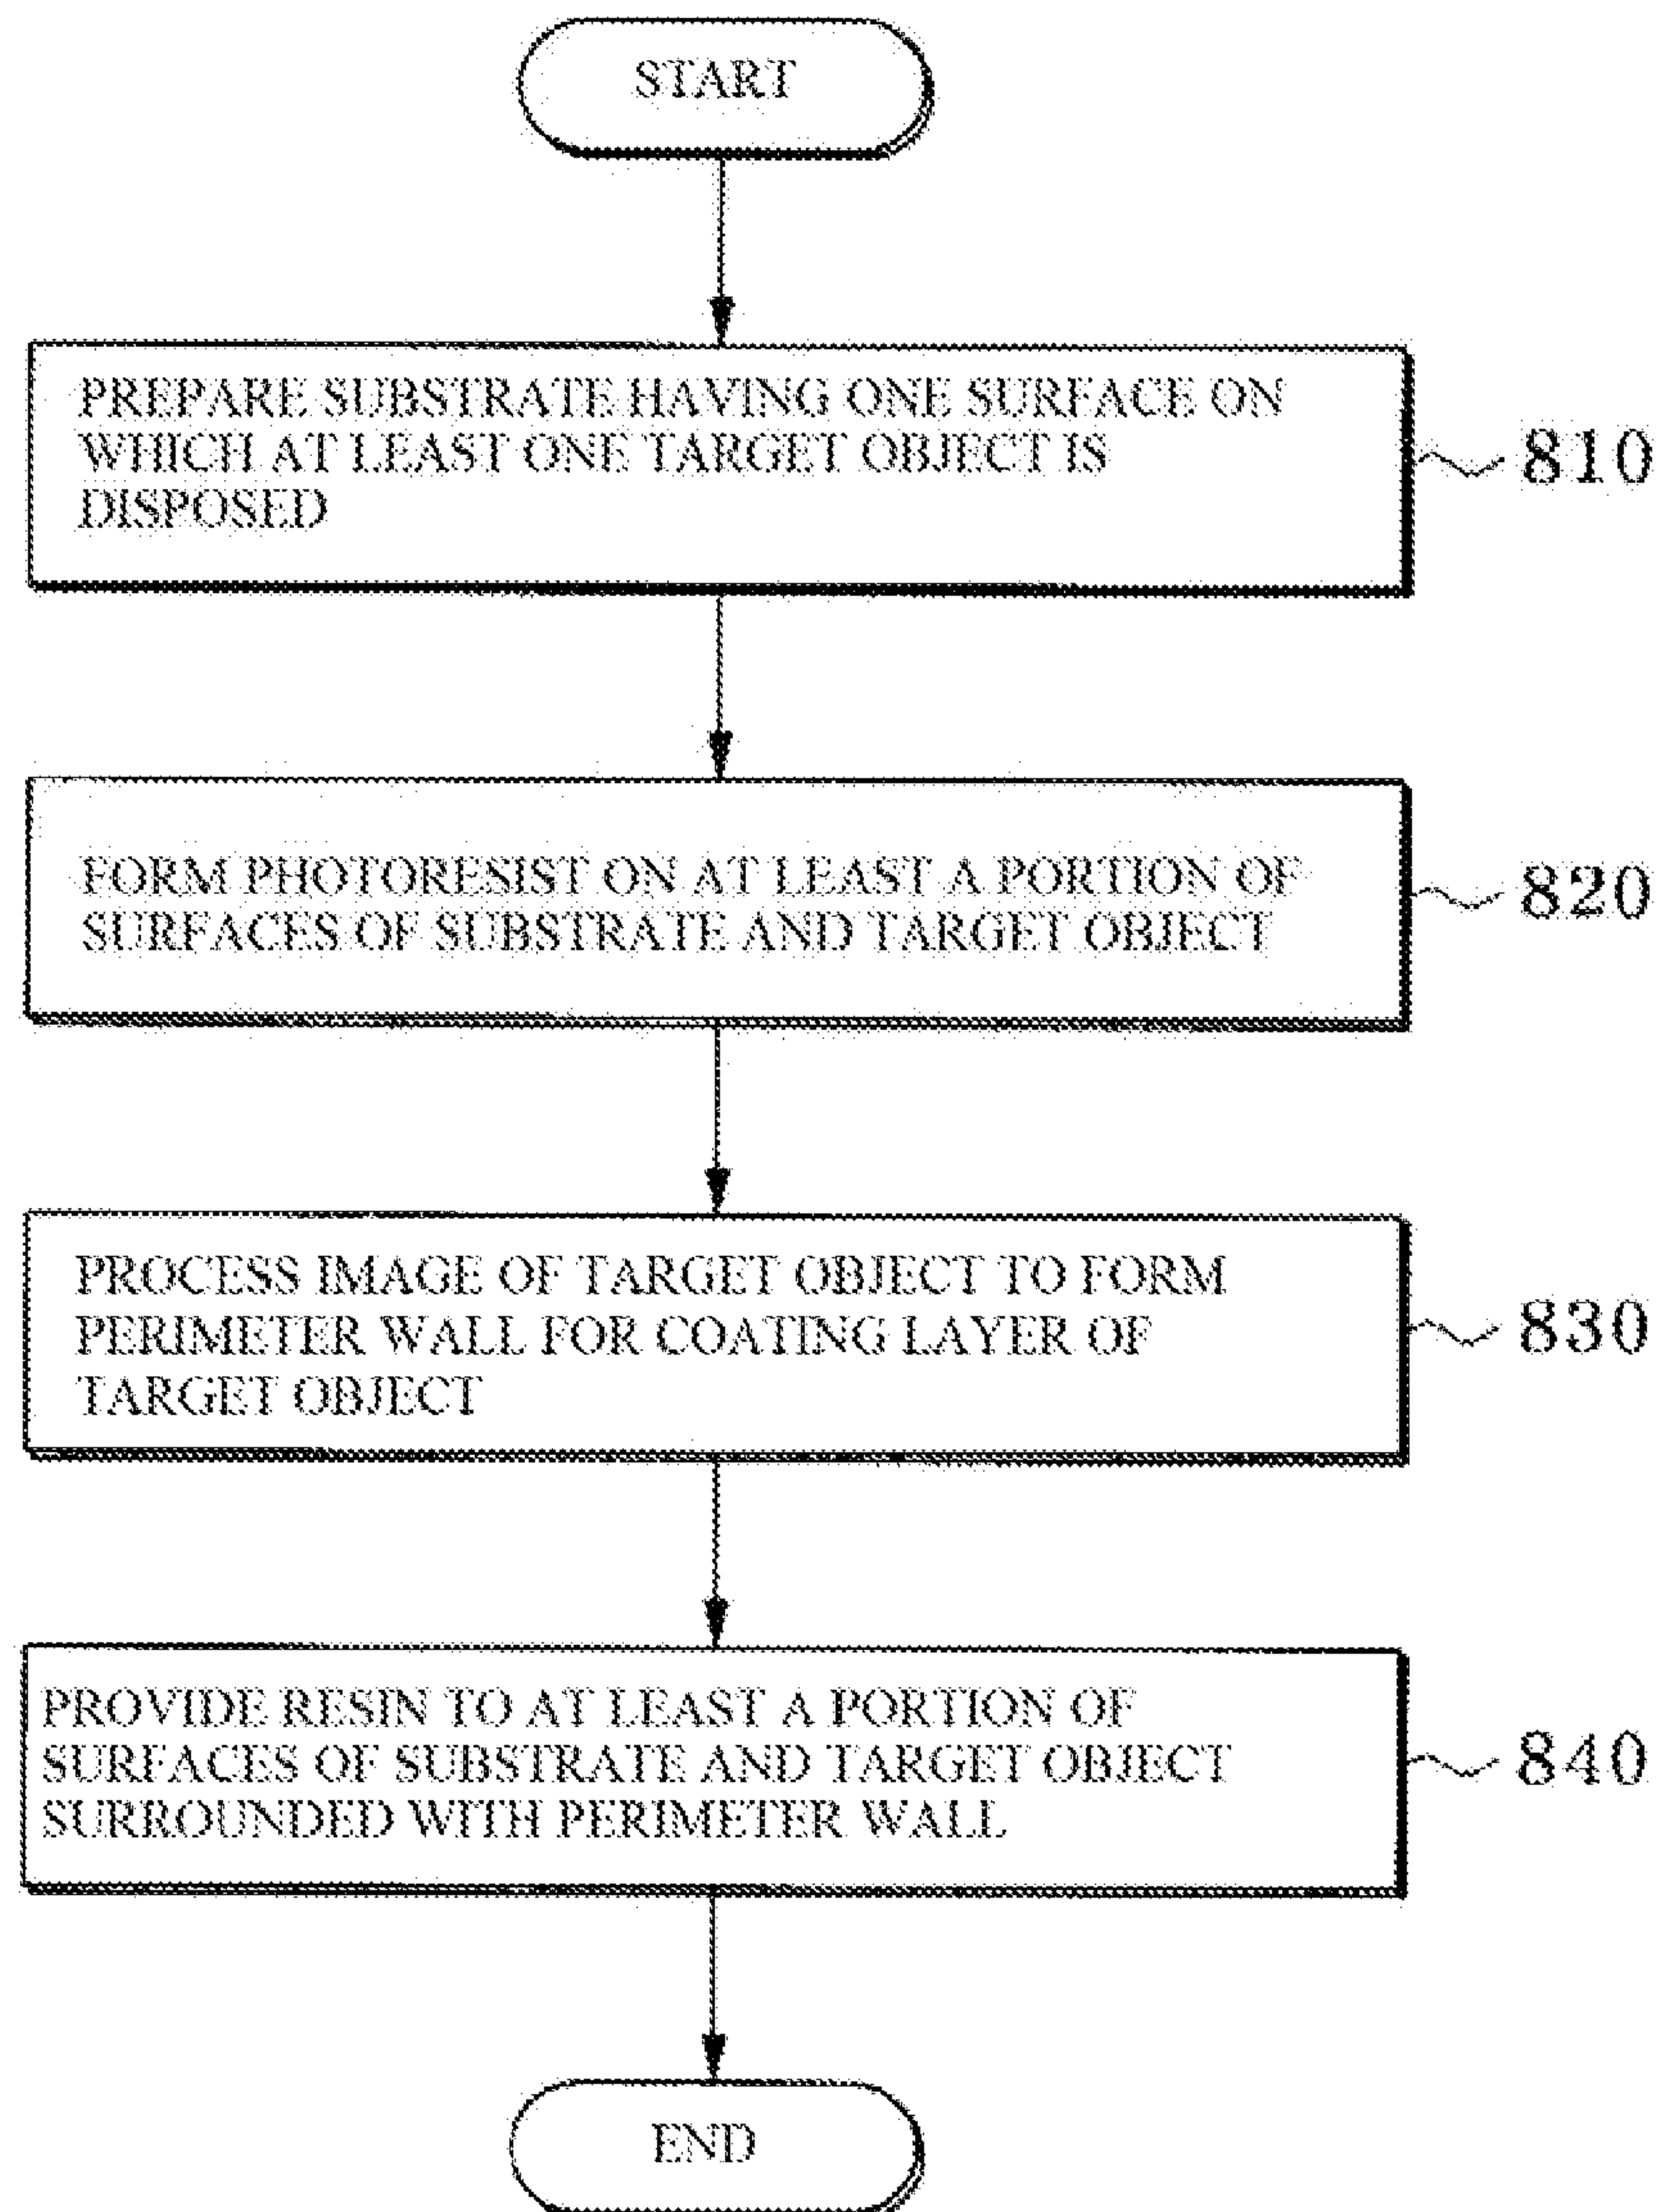 START
PREPARE SUBSTRATE HAVING ONE SURFACE ON
WHICH AT LEAST ONE TARGET OBJECT IS
DISPOSED
810
FORM PHOTORESIST ON AT LEAST A PORTION OF
SURFACES OF SUBSTRATE AND TARGET OBJECT
820
PROCESS IMAGE OF TARGET OBJECT TO FORM
PERIMETER WALL FOR COATING LAYER OF
TARGET OBJECT
830
PROVIDE RESIN TO AT LEAST A PORTION OF
SURFACES OF SUBSTRATE AND TARGET OBJECT
SURROUNDED WITH PERIMETER WALL
840
END